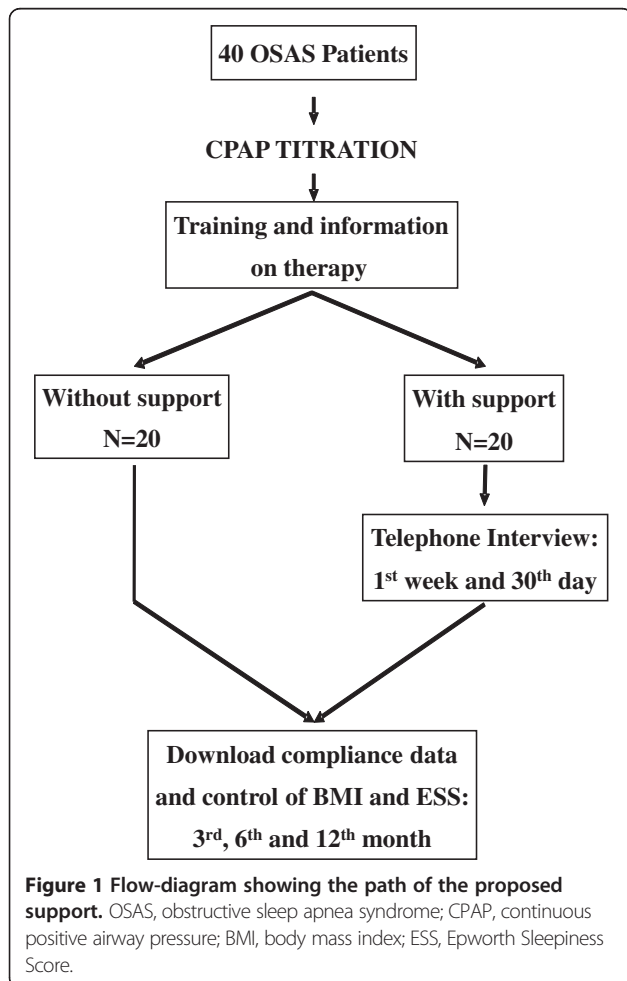 40 OSAS Patients
CPAP TITRATION
Training and information
on therapy
Without support
N=20
With support
N=20
Telephone Interview:
1st week and 30th day
Download compliance data
and control of BMI and ESS:
3rd, 6th and 12th month
Figure 1 Flow-diagram showing the path of the proposed
support. OSAS, obstructive sleep apnea syndrome; CPAP, continuous
positive airway pressure; BMI, body mass index; ESS, Epworth Sleepiness
Score.